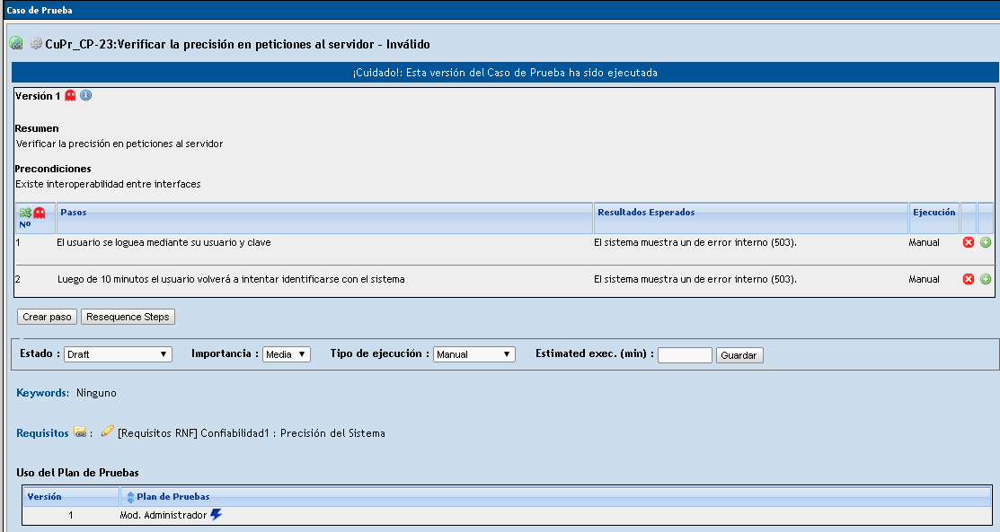 Caso de Prueba
CuPr_CP-23:Verificar la precisión en peticiones al servidor - Inválido
¡Cuidado!: Esta versión del Caso de Prueba ha sido ejecutada
Versión 1
Resumen
Verificar la precisión en peticiones al servidor
Precondiciones
Existe interoperabilidad entre interfaces
Nº Pasos Resultados Esperados Ejecución
1 El usuario se loguea mediante su usuario y clave El sistema muestra un de error interno (503). Manual
2 Luego de 10 minutos el usuario volverá a intentar identificarse con el sistema El sistema muestra un de error interno (503). Manual
Crear paso Resequence Steps
Estado : Draft Importancia : Media Tipo de ejecución : Manual Estimated exec. (min) : Guardar
Keywords: Ninguno
Requisitos : [Requisitos RNF] Confiabilidad1 : Precisión del Sistema
Uso del Plan de Pruebas
Versión Plan de Pruebas
1 Mod. Administrador